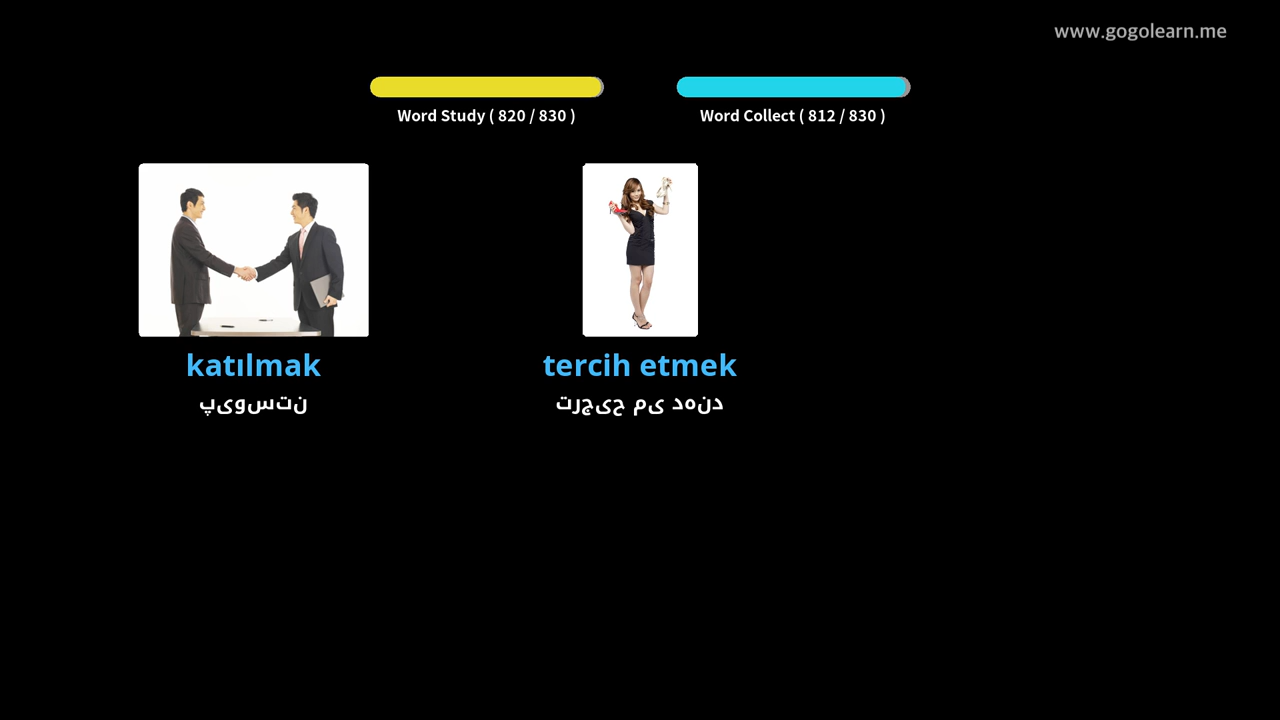 www.gogolearn.me
Word Study ( 820 / 830 )
Word Collect ( 812 / 830 )
katılmak
پیوستن
tercih etmek
ترجیح می دهند